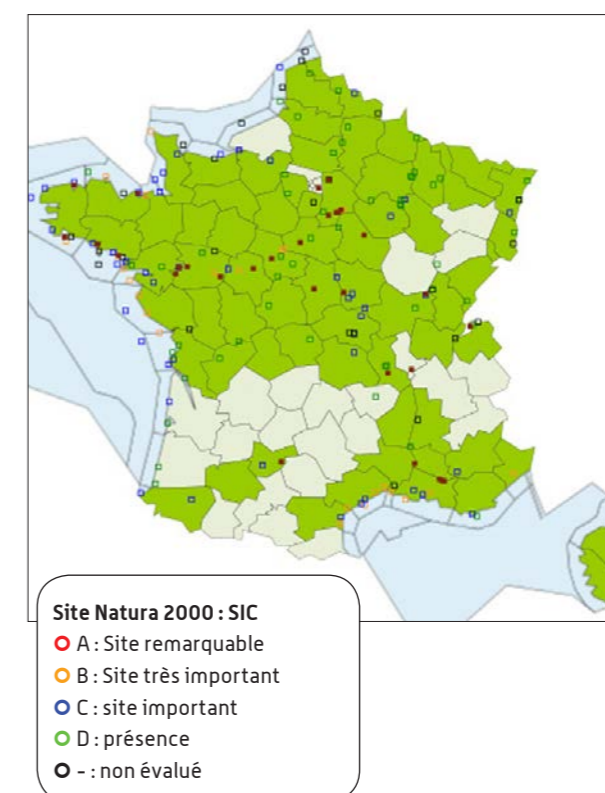 Site Natura 2000 : SIC
A : Site remarquable
B : Site très important
C : site important
D : présence
- : non évalué